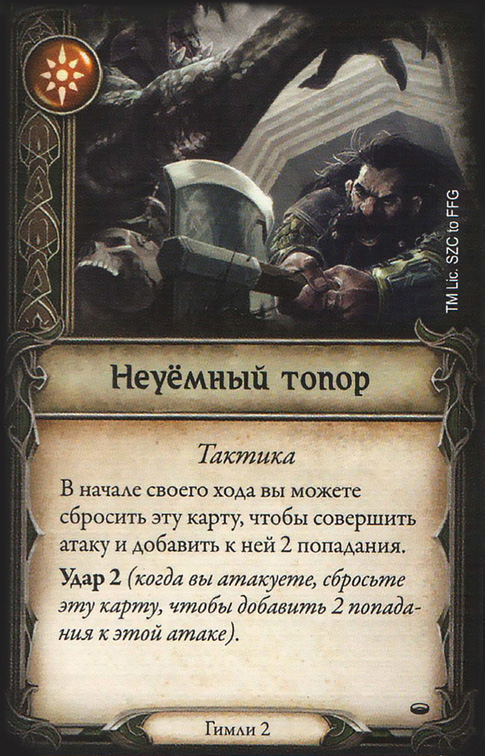 TM Lic. SZC to FFG
Неуёмный топор
Тактика
В начале своего хода вы можете
сбросить эту карту, чтобы совершить
атаку и добавить к ней 2 попадания.
Удар 2 (когда вы атакуете, сбросьте
эту карту, чтобы добавить 2 попада-
ния к этой атаке).
Гимли 2